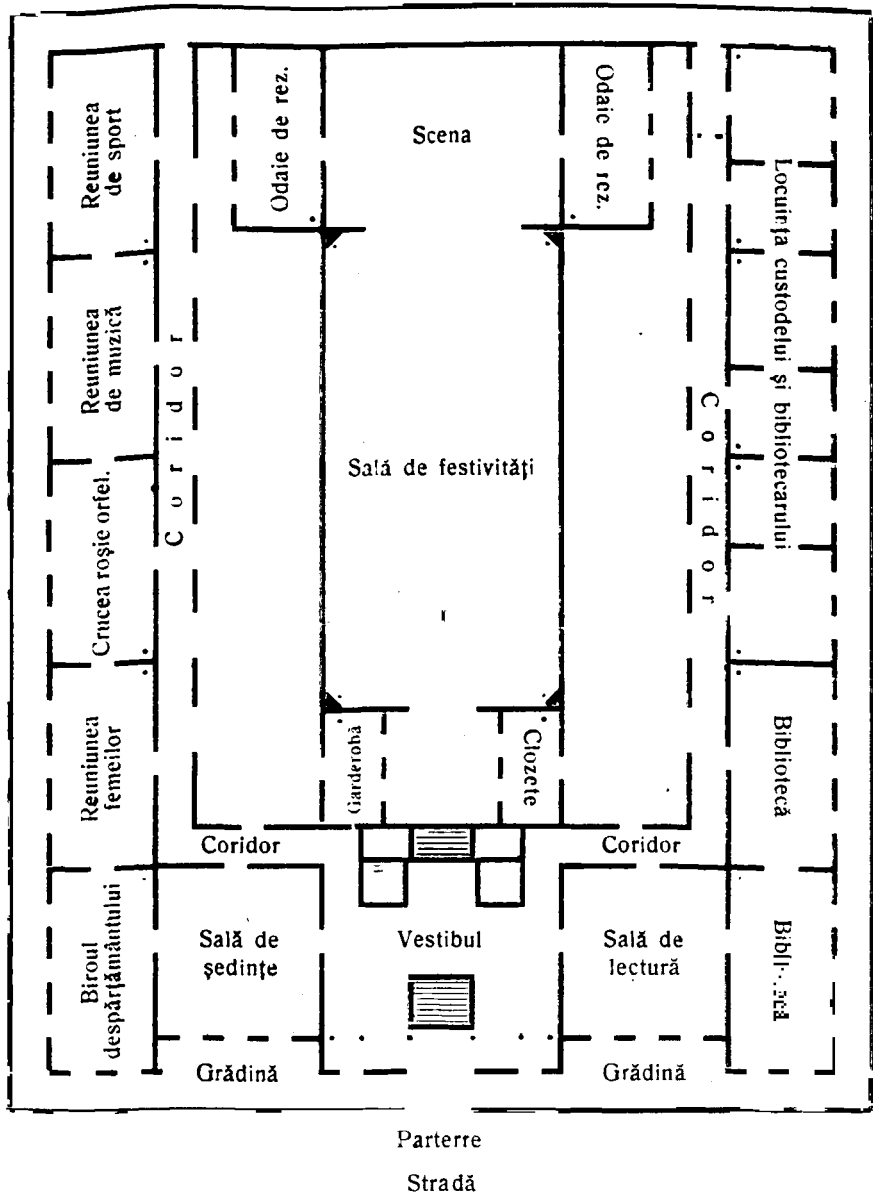 Reuniunea
de sport
Odaie de rez.
Scena
Odaie de rez.
Locuința custodelui și bibliotecarului
Reuniunea
de muzică
Coridor
Sală de festivități
Coridor
Crucea roșie orfel.
Reuniunea
femeilor
Garderobă
Clozete
Bibliotecă
Coridor
Coridor
Biroul
despărțământului
Sală de
ședințe
Vestibul
Sală de
lectură
Grădină
Grădină
Parterre
Stradă